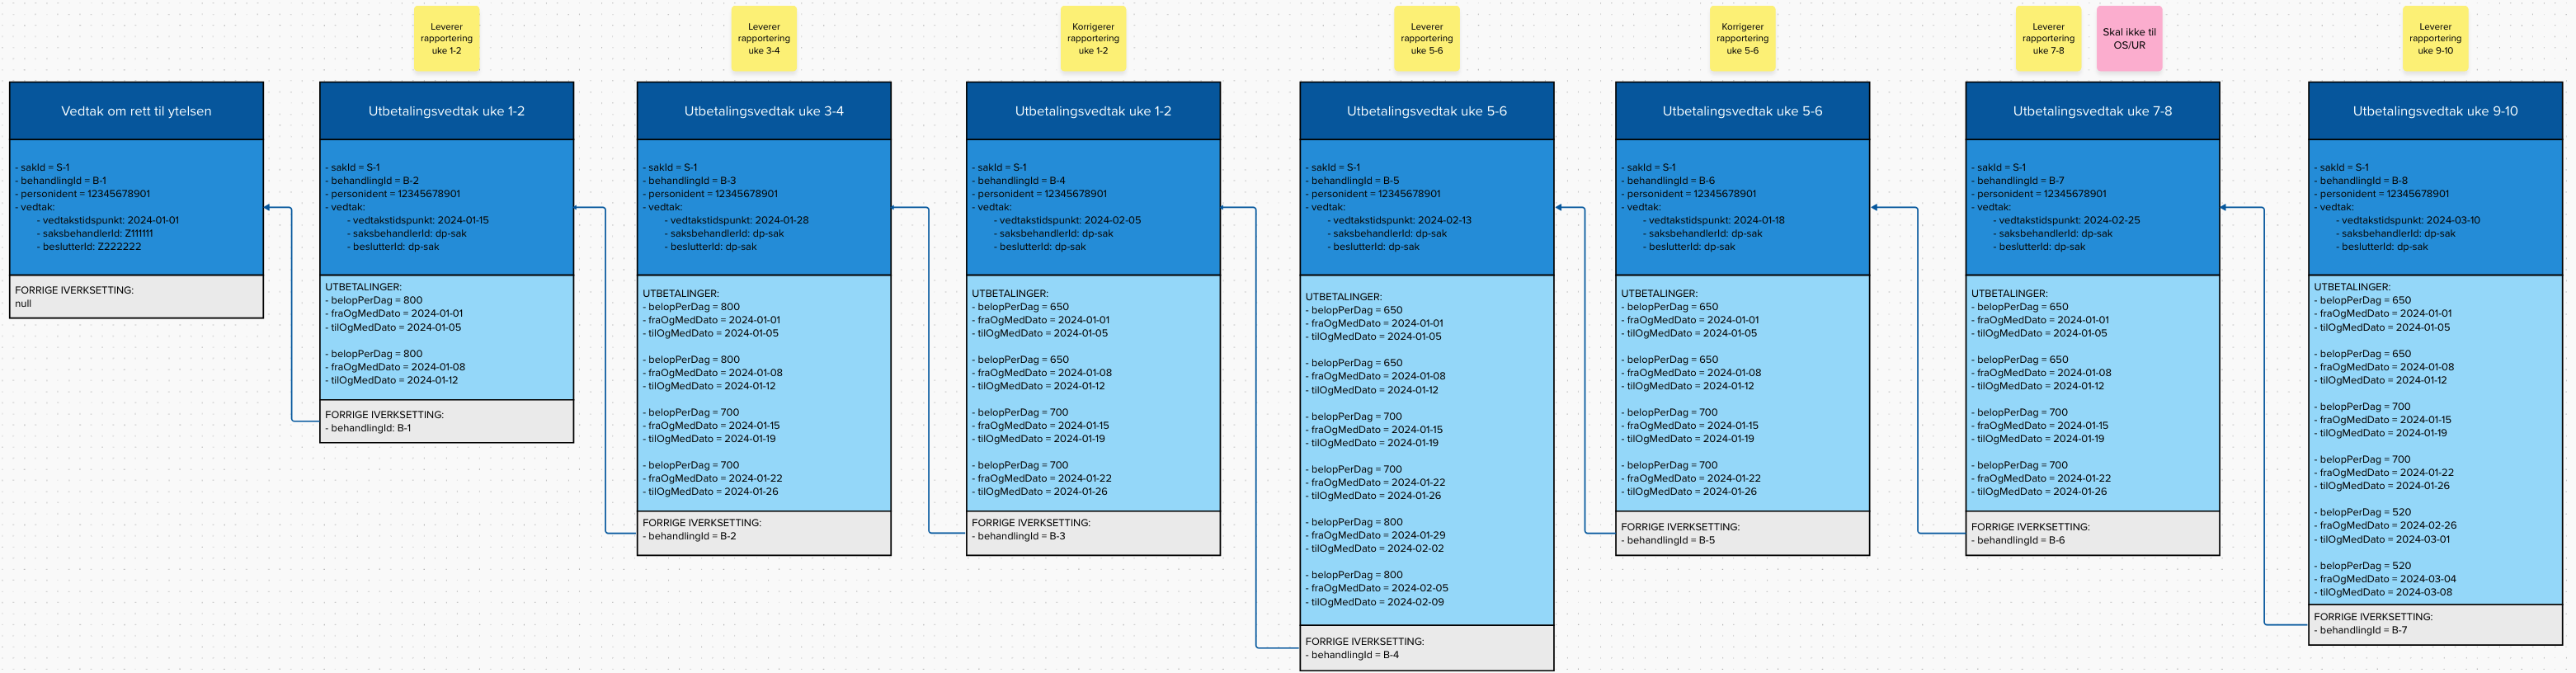 Leverer
rapportering
uke 1-2
Leverer
rapportering
uke 3-4
Korrigerer
rapportering
uke 1-2
Leverer
rapportering
uke 5-6
Korrigerer
rapportering
uke 5-6
Leverer
rapportering
uke 7-8
Skal ikke til
OS/UR
Leverer
rapportering
uke 9-10
Vedtak om rett til ytelsen
- sakId = S-1
- behandlingId = B-1
- personident = 12345678901
- vedtak:
- vedtakstidspunkt: 2024-01-01
- saksbehandlerId: Z111111
- beslutterId: Z222222
FORRIGE IVERKSETTING:
null
Utbetalingsvedtak uke 1-2
- sakId = S-1
- behandlingId = B-2
- personident = 12345678901
- vedtak:
- vedtakstidspunkt: 2024-01-15
- saksbehandlerId: dp-sak
- beslutterId: dp-sak
UTBETALINGER:
- belopPerDag = 800
- fraOgMedDato = 2024-01-01
- tilOgMedDato = 2024-01-05
- belopPerDag = 800
- fraOgMedDato = 2024-01-08
- tilOgMedDato = 2024-01-12
FORRIGE IVERKSETTING:
- behandlingId: B-1
Utbetalingsvedtak uke 3-4
- sakId = S-1
- behandlingId = B-3
- personident = 12345678901
- vedtak:
- vedtakstidspunkt: 2024-01-28
- saksbehandlerId: dp-sak
- beslutterId: dp-sak
UTBETALINGER:
- belopPerDag = 800
- fraOgMedDato = 2024-01-01
- tilOgMedDato = 2024-01-05
- belopPerDag = 800
- fraOgMedDato = 2024-01-08
- tilOgMedDato = 2024-01-12
- belopPerDag = 700
- fraOgMedDato = 2024-01-15
- tilOgMedDato = 2024-01-19
- belopPerDag = 700
- fraOgMedDato = 2024-01-22
- tilOgMedDato = 2024-01-26
FORRIGE IVERKSETTING:
- behandlingId = B-2
Utbetalingsvedtak uke 1-2
- sakId = S-1
- behandlingId = B-4
- personident = 12345678901
- vedtak:
- vedtakstidspunkt: 2024-02-05
- saksbehandlerId: dp-sak
- beslutterId: dp-sak
UTBETALINGER:
- belopPerDag = 650
- fraOgMedDato = 2024-01-01
- tilOgMedDato = 2024-01-05
- belopPerDag = 650
- fraOgMedDato = 2024-01-08
- tilOgMedDato = 2024-01-12
- belopPerDag = 700
- fraOgMedDato = 2024-01-15
- tilOgMedDato = 2024-01-19
- belopPerDag = 700
- fraOgMedDato = 2024-01-22
- tilOgMedDato = 2024-01-26
FORRIGE IVERKSETTING:
- behandlingId = B-3
Utbetalingsvedtak uke 5-6
- sakId = S-1
- behandlingId = B-5
- personident = 12345678901
- vedtak:
- vedtakstidspunkt: 2024-02-13
- saksbehandlerId: dp-sak
- beslutterId: dp-sak
UTBETALINGER:
- belopPerDag = 650
- fraOgMedDato = 2024-01-01
- tilOgMedDato = 2024-01-05
- belopPerDag = 650
- fraOgMedDato = 2024-01-08
- tilOgMedDato = 2024-01-12
- belopPerDag = 700
- fraOgMedDato = 2024-01-15
- tilOgMedDato = 2024-01-19
- belopPerDag = 700
- fraOgMedDato = 2024-01-22
- tilOgMedDato = 2024-01-26
- belopPerDag = 800
- fraOgMedDato = 2024-01-29
- tilOgMedDato = 2024-02-02
- belopPerDag = 800
- fraOgMedDato = 2024-02-05
- tilOgMedDato = 2024-02-09
FORRIGE IVERKSETTING:
- behandlingId = B-4
Utbetalingsvedtak uke 5-6
- sakId = S-1
- behandlingId = B-6
- personident = 12345678901
- vedtak:
- vedtakstidspunkt: 2024-01-18
- saksbehandlerId: dp-sak
- beslutterId: dp-sak
UTBETALINGER:
- belopPerDag = 650
- fraOgMedDato = 2024-01-01
- tilOgMedDato = 2024-01-05
- belopPerDag = 650
- fraOgMedDato = 2024-01-08
- tilOgMedDato = 2024-01-12
- belopPerDag = 700
- fraOgMedDato = 2024-01-15
- tilOgMedDato = 2024-01-19
- belopPerDag = 700
- fraOgMedDato = 2024-01-22
- tilOgMedDato = 2024-01-26
FORRIGE IVERKSETTING:
- behandlingId = B-5
Utbetalingsvedtak uke 7-8
- sakId = S-1
- behandlingId = B-7
- personident = 12345678901
- vedtak:
- vedtakstidspunkt: 2024-02-25
- saksbehandlerId: dp-sak
- beslutterId: dp-sak
UTBETALINGER:
- belopPerDag = 650
- fraOgMedDato = 2024-01-01
- tilOgMedDato = 2024-01-05
- belopPerDag = 650
- fraOgMedDato = 2024-01-08
- tilOgMedDato = 2024-01-12
- belopPerDag = 700
- fraOgMedDato = 2024-01-15
- tilOgMedDato = 2024-01-19
- belopPerDag = 700
- fraOgMedDato = 2024-01-22
- tilOgMedDato = 2024-01-26
FORRIGE IVERKSETTING:
- behandlingId = B-6
Utbetalingsvedtak uke 9-10
- sakId = S-1
- behandlingId = B-8
- personident = 12345678901
- vedtak:
- vedtakstidspunkt: 2024-03-10
- saksbehandlerId: dp-sak
- beslutterId: dp-sak
UTBETALINGER:
- belopPerDag = 650
- fraOgMedDato = 2024-01-01
- tilOgMedDato = 2024-01-05
- belopPerDag = 650
- fraOgMedDato = 2024-01-08
- tilOgMedDato = 2024-01-12
- belopPerDag = 700
- fraOgMedDato = 2024-01-15
- tilOgMedDato = 2024-01-19
- belopPerDag = 700
- fraOgMedDato = 2024-01-22
- tilOgMedDato = 2024-01-26
- belopPerDag = 520
- fraOgMedDato = 2024-02-26
- tilOgMedDato = 2024-03-01
- belopPerDag = 520
- fraOgMedDato = 2024-03-04
- tilOgMedDato = 2024-03-08
FORRIGE IVERKSETTING:
- behandlingId = B-7